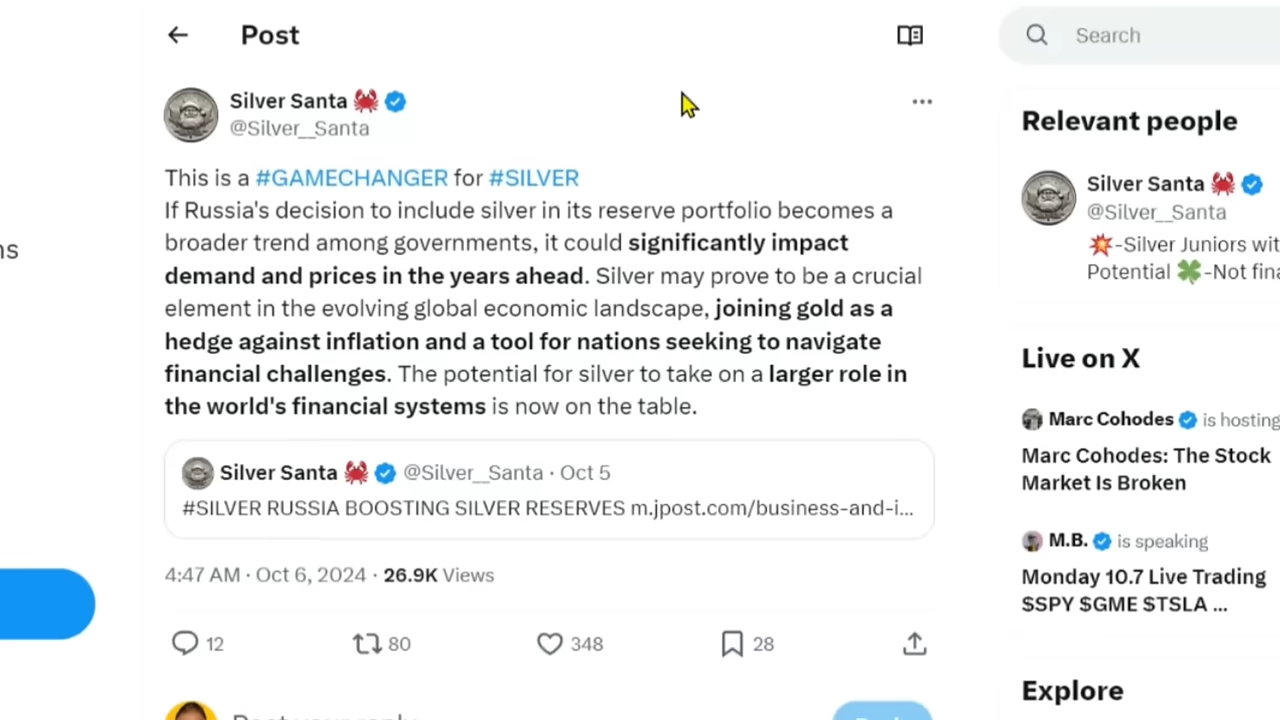 Post
Search
Silver Santa 🦀
@Silver__Santa
This is a #GAMECHANGER for #SILVER
If Russia's decision to include silver in its reserve portfolio becomes a
broader trend among governments, it could significantly impact
demand and prices in the years ahead. Silver may prove to be a crucial
element in the evolving global economic landscape, joining gold as a
hedge against inflation and a tool for nations seeking to navigate
financial challenges. The potential for silver to take on a larger role in
the world's financial systems is now on the table.
Silver Santa 🦀 @Silver__Santa · Oct 5
#SILVER RUSSIA BOOSTING SILVER RESERVES m.jpost.com/business-and-i...
4:47 AM · Oct 6, 2024 · 26.9K Views
12 80 348 28
Relevant people
Silver Santa 🦀
@Silver__Santa
💥-Silver Juniors wit
Potential 🍀-Not fina
Live on X
Marc Cohodes is hosting
Marc Cohodes: The Stock
Market Is Broken
M.B. is speaking
Monday 10.7 Live Trading
$SPY $GME $TSLA ...
Explore